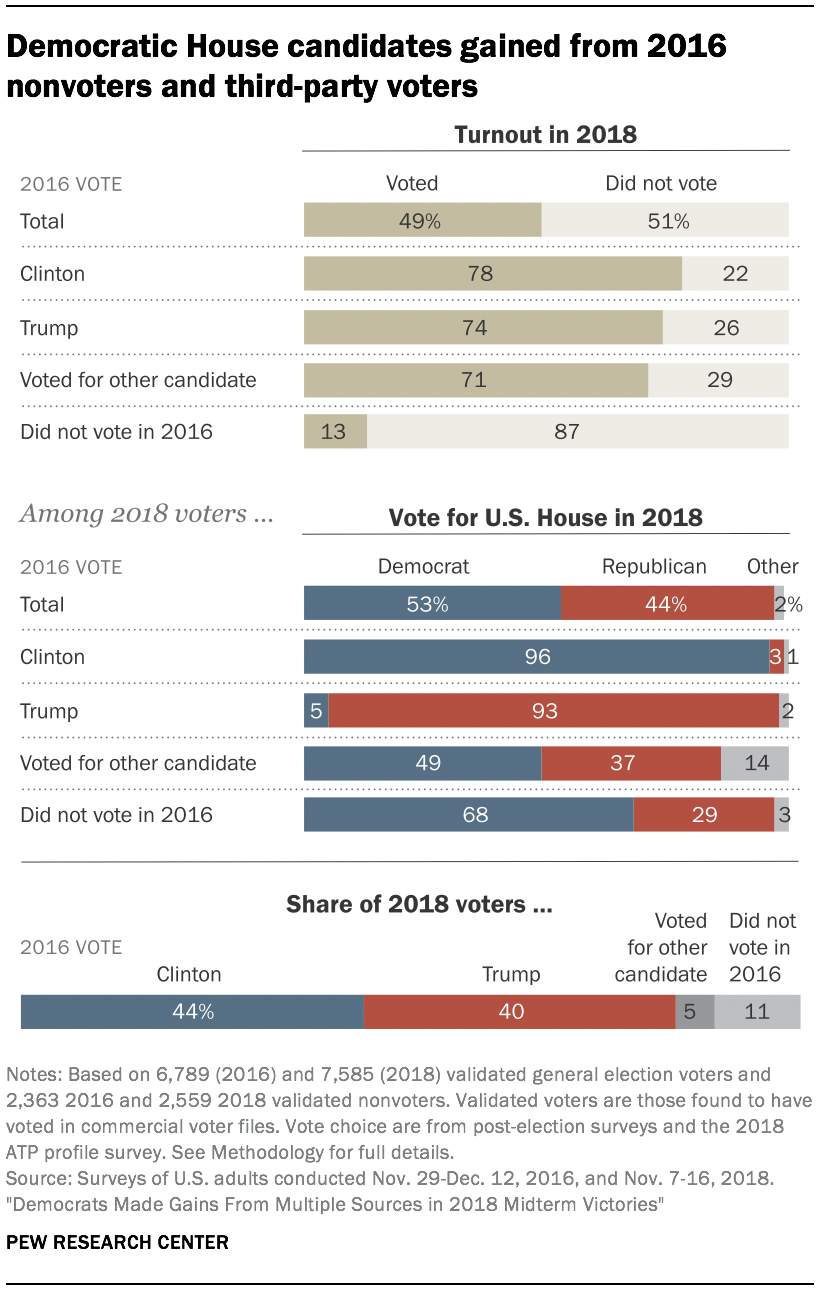 Democratic House candidates gained from 2016
nonvoters and third-party voters
Turnout in 2018
2016 VOTE Voted Did not vote
Total 49% 51%
Clinton 78 22
Trump 74 26
Voted for other candidate 71 29
Did not vote in 2016 13 87
Among 2018 voters ... Vote for U.S. House in 2018
2016 VOTE Democrat Republican Other
Total 53% 44% 2%
Clinton 96 3 1
Trump 5 93 2
Voted for other candidate 49 37 14
Did not vote in 2016 68 29 3
Share of 2018 voters ...
2016 VOTE
Clinton
Trump
Voted
for other
candidate
Did not
vote in
2016
44% 40 5 11
Notes: Based on 6,789 (2016) and 7,585 (2018) validated general election voters and
2,363 2016 and 2,559 2018 validated nonvoters. Validated voters are those found to have
voted in commercial voter files. Vote choice are from post-election surveys and the 2018
ATP profile survey. See Methodology for full details.
Source: Surveys of U.S. adults conducted Nov. 29-Dec. 12, 2016, and Nov. 7-16, 2018.
"Democrats Made Gains From Multiple Sources in 2018 Midterm Victories"
PEW RESEARCH CENTER